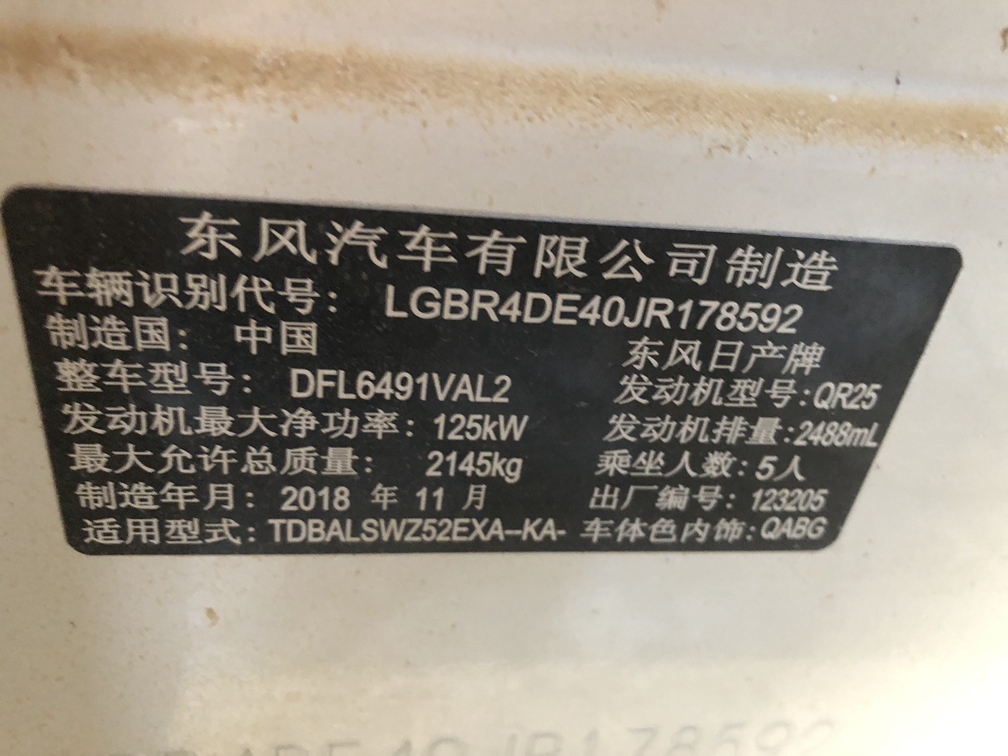 东风汽车有限公司制造
车辆识别代号: LGBR4DE40JR178592
制造国: 中国 东风日产牌
整车型号: DFL6491VAL2 发动机型号:QR25
发动机最大净功率: 125kW 发动机排量:2488mL
最大允许总质量: 2145kg 乘坐人数:5人
制造年月: 2018 年 11 月 出厂编号: 123205
适用型式: TDBALSWZ52EXA--KA- 车体色内饰:QABG
JR178592